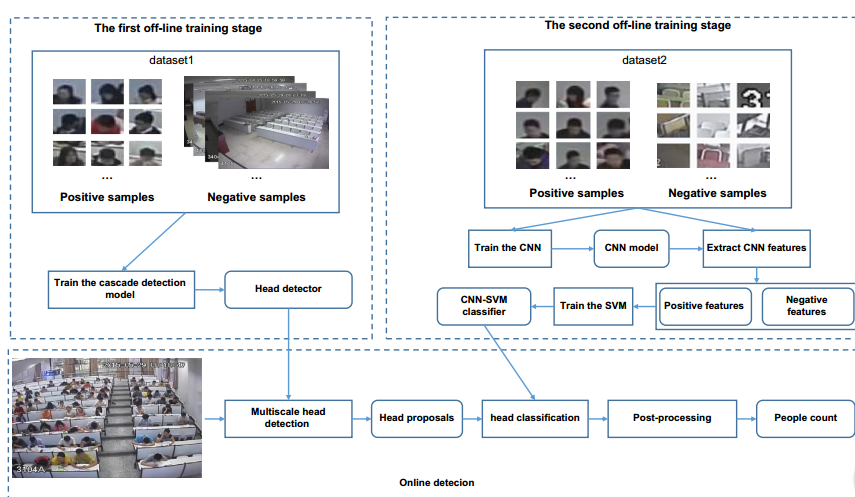 The first off-line training stage
dataset1
...
...
Positive samples
Negative samples
Train the cascade detection
model
Head detector
The second off-line training stage
dataset2
...
...
Positive samples
Negative samples
Train the CNN
CNN model
Extract CNN features
CNN-SVM
classifier
Train the SVM
Positive features
Negative
features
3104A
Multiscale head
detection
Head proposals
head classification
Post-processing
People count
Online detecion